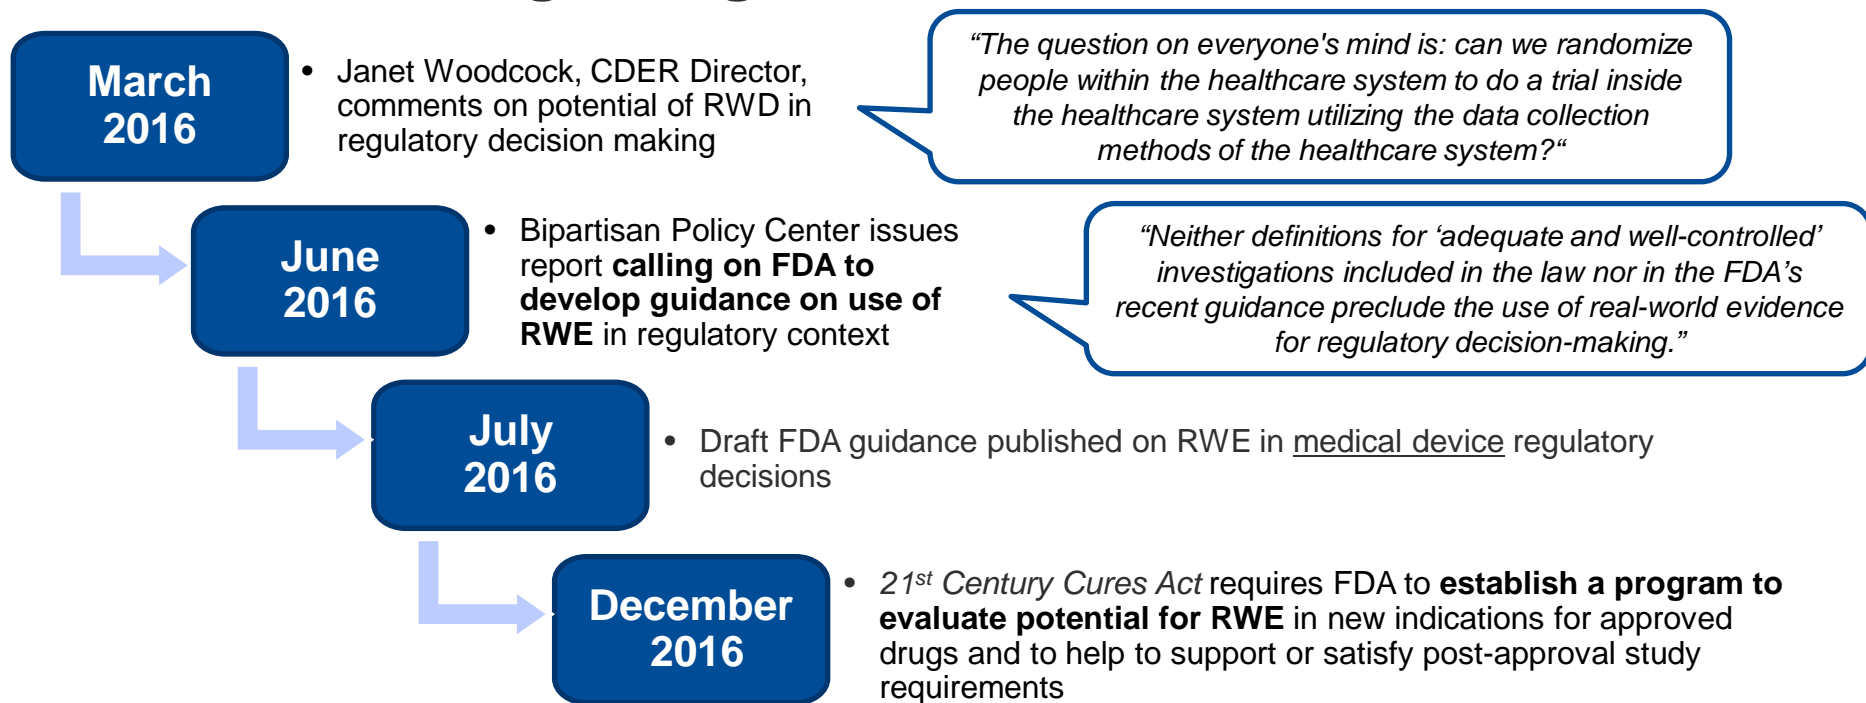 March
2016
• Janet Woodcock, CDER Director,
comments on potential of RWD in
regulatory decision making
“The question on everyone's mind is: can we randomize
people within the healthcare system to do a trial inside
the healthcare system utilizing the data collection
methods of the healthcare system?“
June
2016
• Bipartisan Policy Center issues
report calling on FDA to
develop guidance on use of
RWE in regulatory context
“Neither definitions for ‘adequate and well-controlled’
investigations included in the law nor in the FDA’s
recent guidance preclude the use of real-world evidence
for regulatory decision-making.”
July
2016
• Draft FDA guidance published on RWE in medical device regulatory
decisions
December
2016
• 21st Century Cures Act requires FDA to establish a program to
evaluate potential for RWE in new indications for approved
drugs and to help to support or satisfy post-approval study
requirements